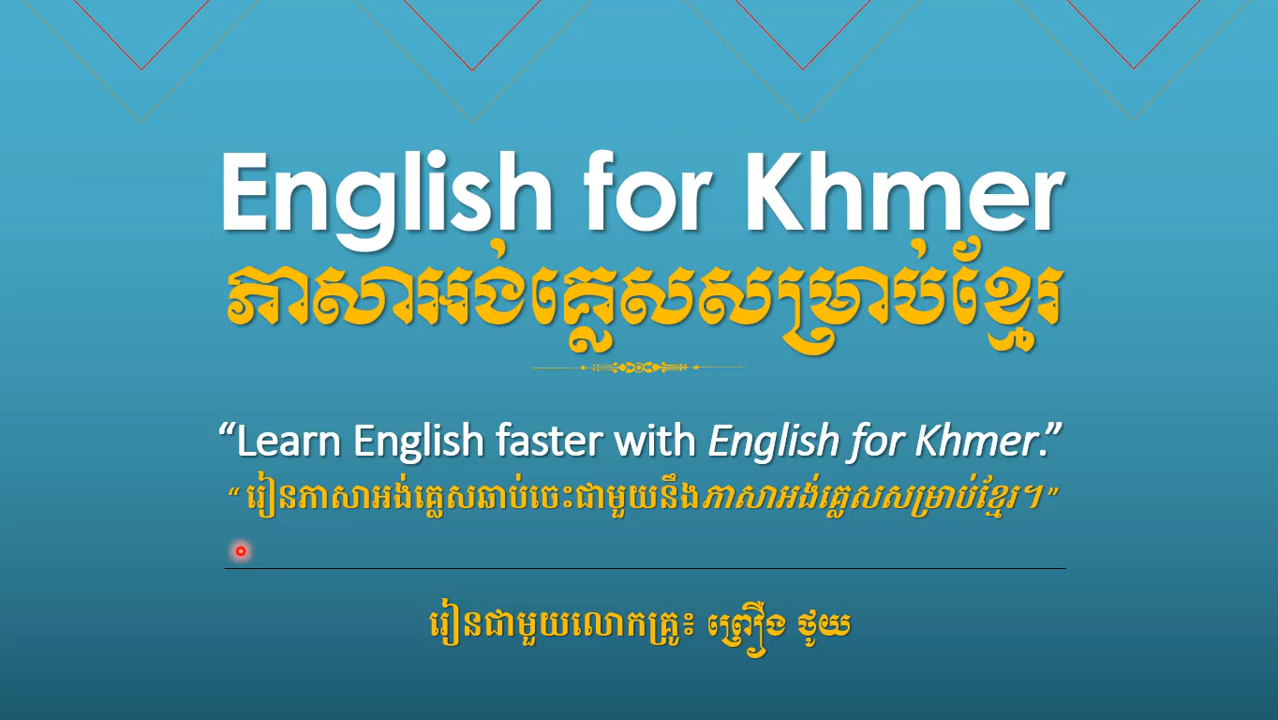 English for Khmer
ភាសាអង់គ្លេសសម្រាប់ខ្មែរ
“Learn English faster with English for Khmer.”
“ រៀនភាសាអង់គ្លេសឆាប់ចេះជាមួយនឹងភាសាអង់គ្លេសសម្រាប់ខ្មែរ។”
រៀនជាមួយលោកគ្រូ៖ ព្រឿង ថូយ